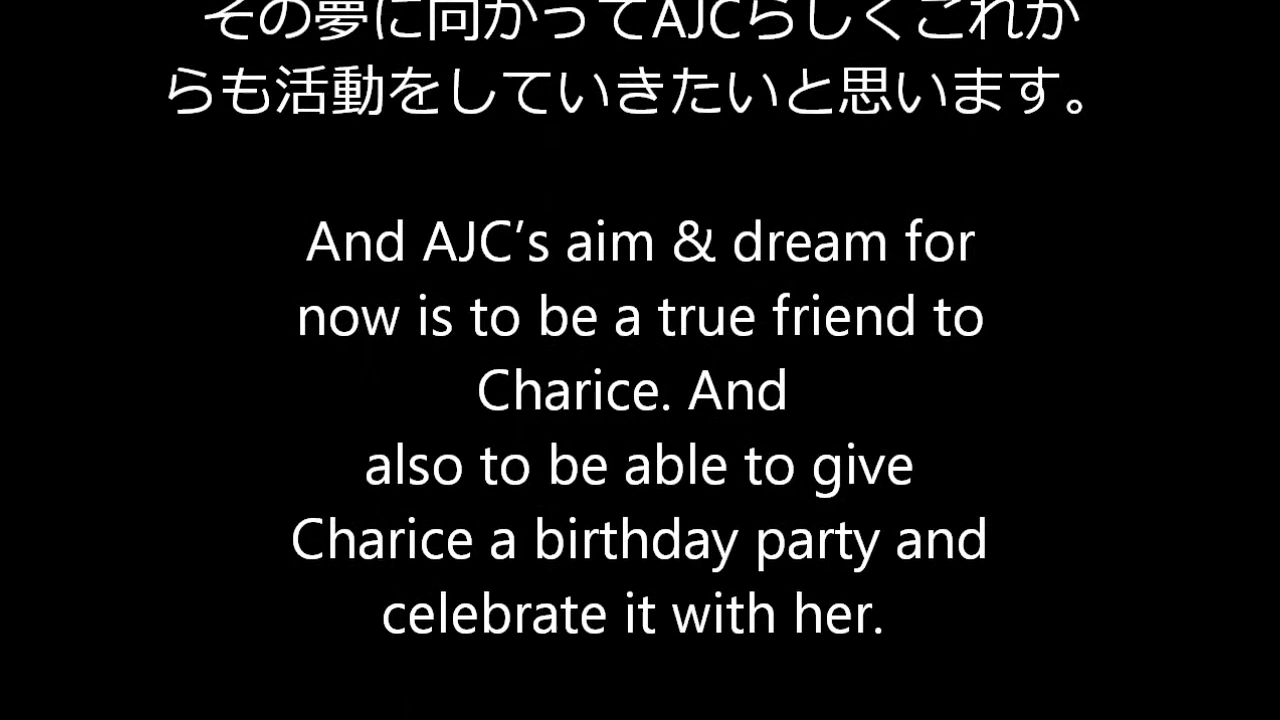 その夢に向かってAJCらしくこれか
らも活動をしていきたいと思います。
And AJC’s aim & dream for
now is to be a true friend to
Charice. And
also to be able to give
Charice a birthday party and
celebrate it with her.